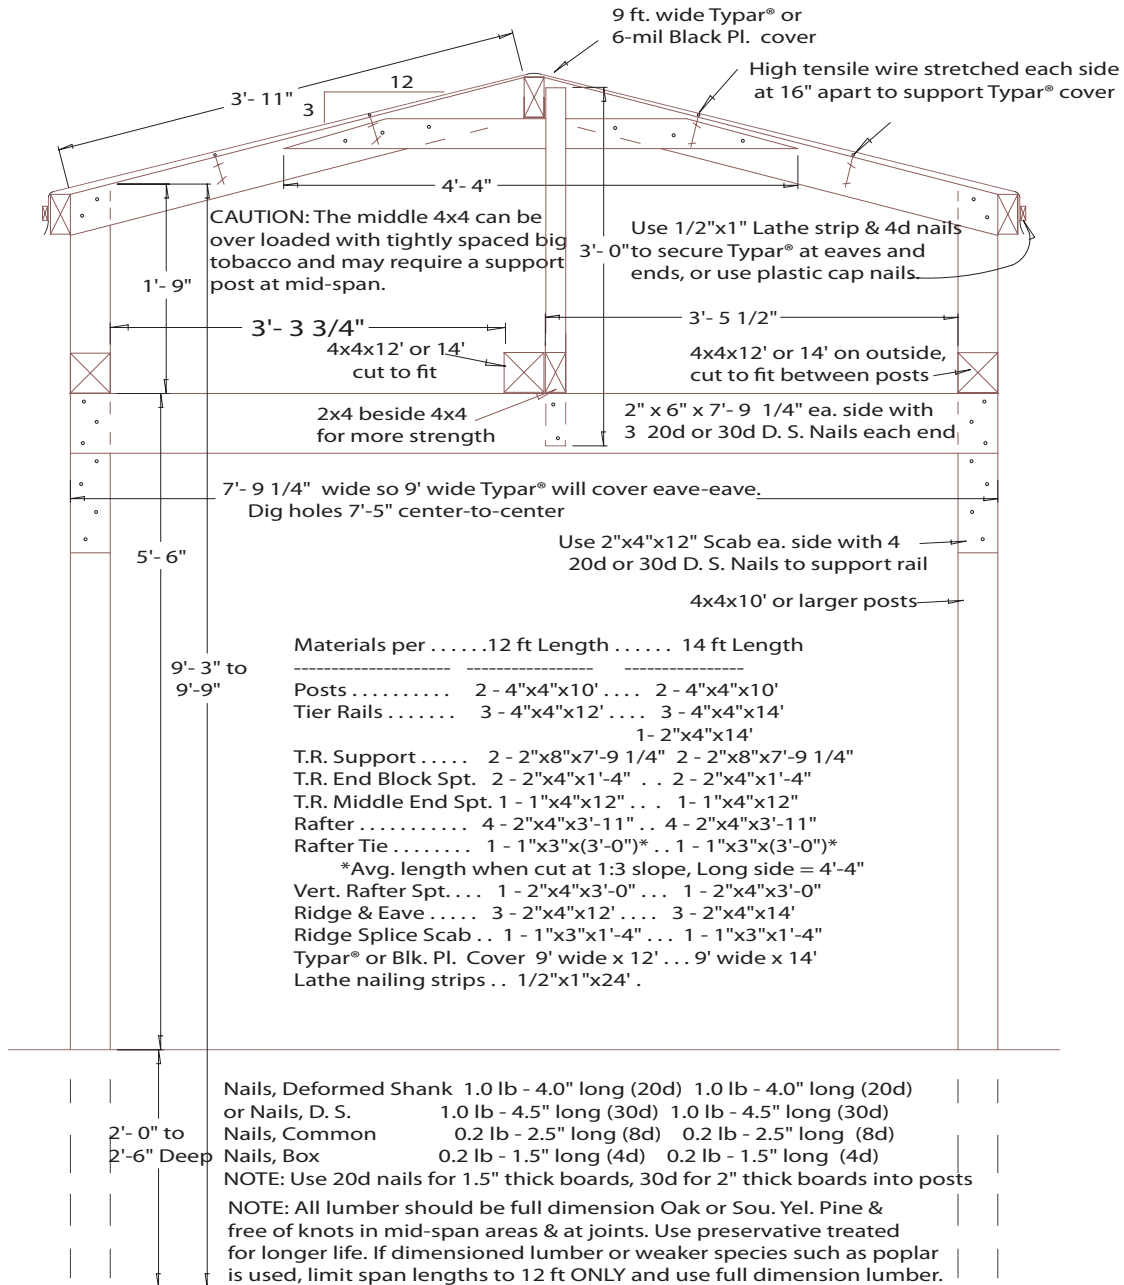 9 ft. wide Typar® or
6-mil Black Pl. cover
High tensile wire stretched each side
at 16" apart to support Typar® cover
12
3
3'- 11"
4'- 4"
CAUTION: The middle 4x4 can be
over loaded with tightly spaced big
tobacco and may require a support
post at mid-span.
Use 1/2"x1" Lathe strip & 4d nails
to secure Typar® at eaves and
ends, or use plastic cap nails.
3'- 0"
1'- 9"
3'- 3 3/4"
3'- 5 1/2"
4x4x12' or 14'
cut to fit
4x4x12' or 14' on outside,
cut to fit between posts
2x4 beside 4x4
for more strength
2" x 6" x 7'- 9 1/4" ea. side with
3 20d or 30d D. S. Nails each end
7'- 9 1/4" wide so 9' wide Typar® will cover eave-eave.
Dig holes 7'-5" center-to-center
5'- 6"
Use 2"x4"x12" Scab ea. side with 4
20d or 30d D. S. Nails to support rail
4x4x10' or larger posts
9'- 3" to
9'-9"
Materials per . . . . . .12 ft Length . . . . . . 14 ft Length
--------------------- ----------------- ----------------
Posts . . . . . . . . . . 2 - 4"x4"x10' . . . . 2 - 4"x4"x10'
Tier Rails . . . . . . . 3 - 4"x4"x12' . . . . 3 - 4"x4"x14'
1- 2"x4"x14'
T.R. Support . . . . . 2 - 2"x8"x7'-9 1/4" 2 - 2"x8"x7'-9 1/4"
T.R. End Block Spt. 2 - 2"x4"x1'-4" . . 2 - 2"x4"x1'-4"
T.R. Middle End Spt. 1 - 1"x4"x12" . . . 1- 1"x4"x12"
Rafter . . . . . . . . . . . 4 - 2"x4"x3'-11" . . 4 - 2"x4"x3'-11"
Rafter Tie . . . . . . . . 1 - 1"x3"x(3'-0")* . . 1 - 1"x3"x(3'-0")*
*Avg. length when cut at 1:3 slope, Long side = 4'-4"
Vert. Rafter Spt. . . . 1 - 2"x4"x3'-0" . . . 1 - 2"x4"x3'-0"
Ridge & Eave . . . . . 3 - 2"x4"x12' . . . . 3 - 2"x4"x14'
Ridge Splice Scab . . 1 - 1"x3"x1'-4" . . . 1 - 1"x3"x1'-4"
Typar® or Blk. Pl. Cover 9' wide x 12' . . . 9' wide x 14'
Lathe nailing strips . . 1/2"x1"x24' .
2'- 0" to
2'-6" Deep
Nails, Deformed Shank 1.0 lb - 4.0" long (20d) 1.0 lb - 4.0" long (20d)
or Nails, D. S. 1.0 lb - 4.5" long (30d) 1.0 lb - 4.5" long (30d)
Nails, Common 0.2 lb - 2.5" long (8d) 0.2 lb - 2.5" long (8d)
Nails, Box 0.2 lb - 1.5" long (4d) 0.2 lb - 1.5" long (4d)
NOTE: Use 20d nails for 1.5" thick boards, 30d for 2" thick boards into posts
NOTE: All lumber should be full dimension Oak or Sou. Yel. Pine &
free of knots in mid-span areas & at joints. Use preservative treated
for longer life. If dimensioned lumber or weaker species such as poplar
is used, limit span lengths to 12 ft ONLY and use full dimension lumber.